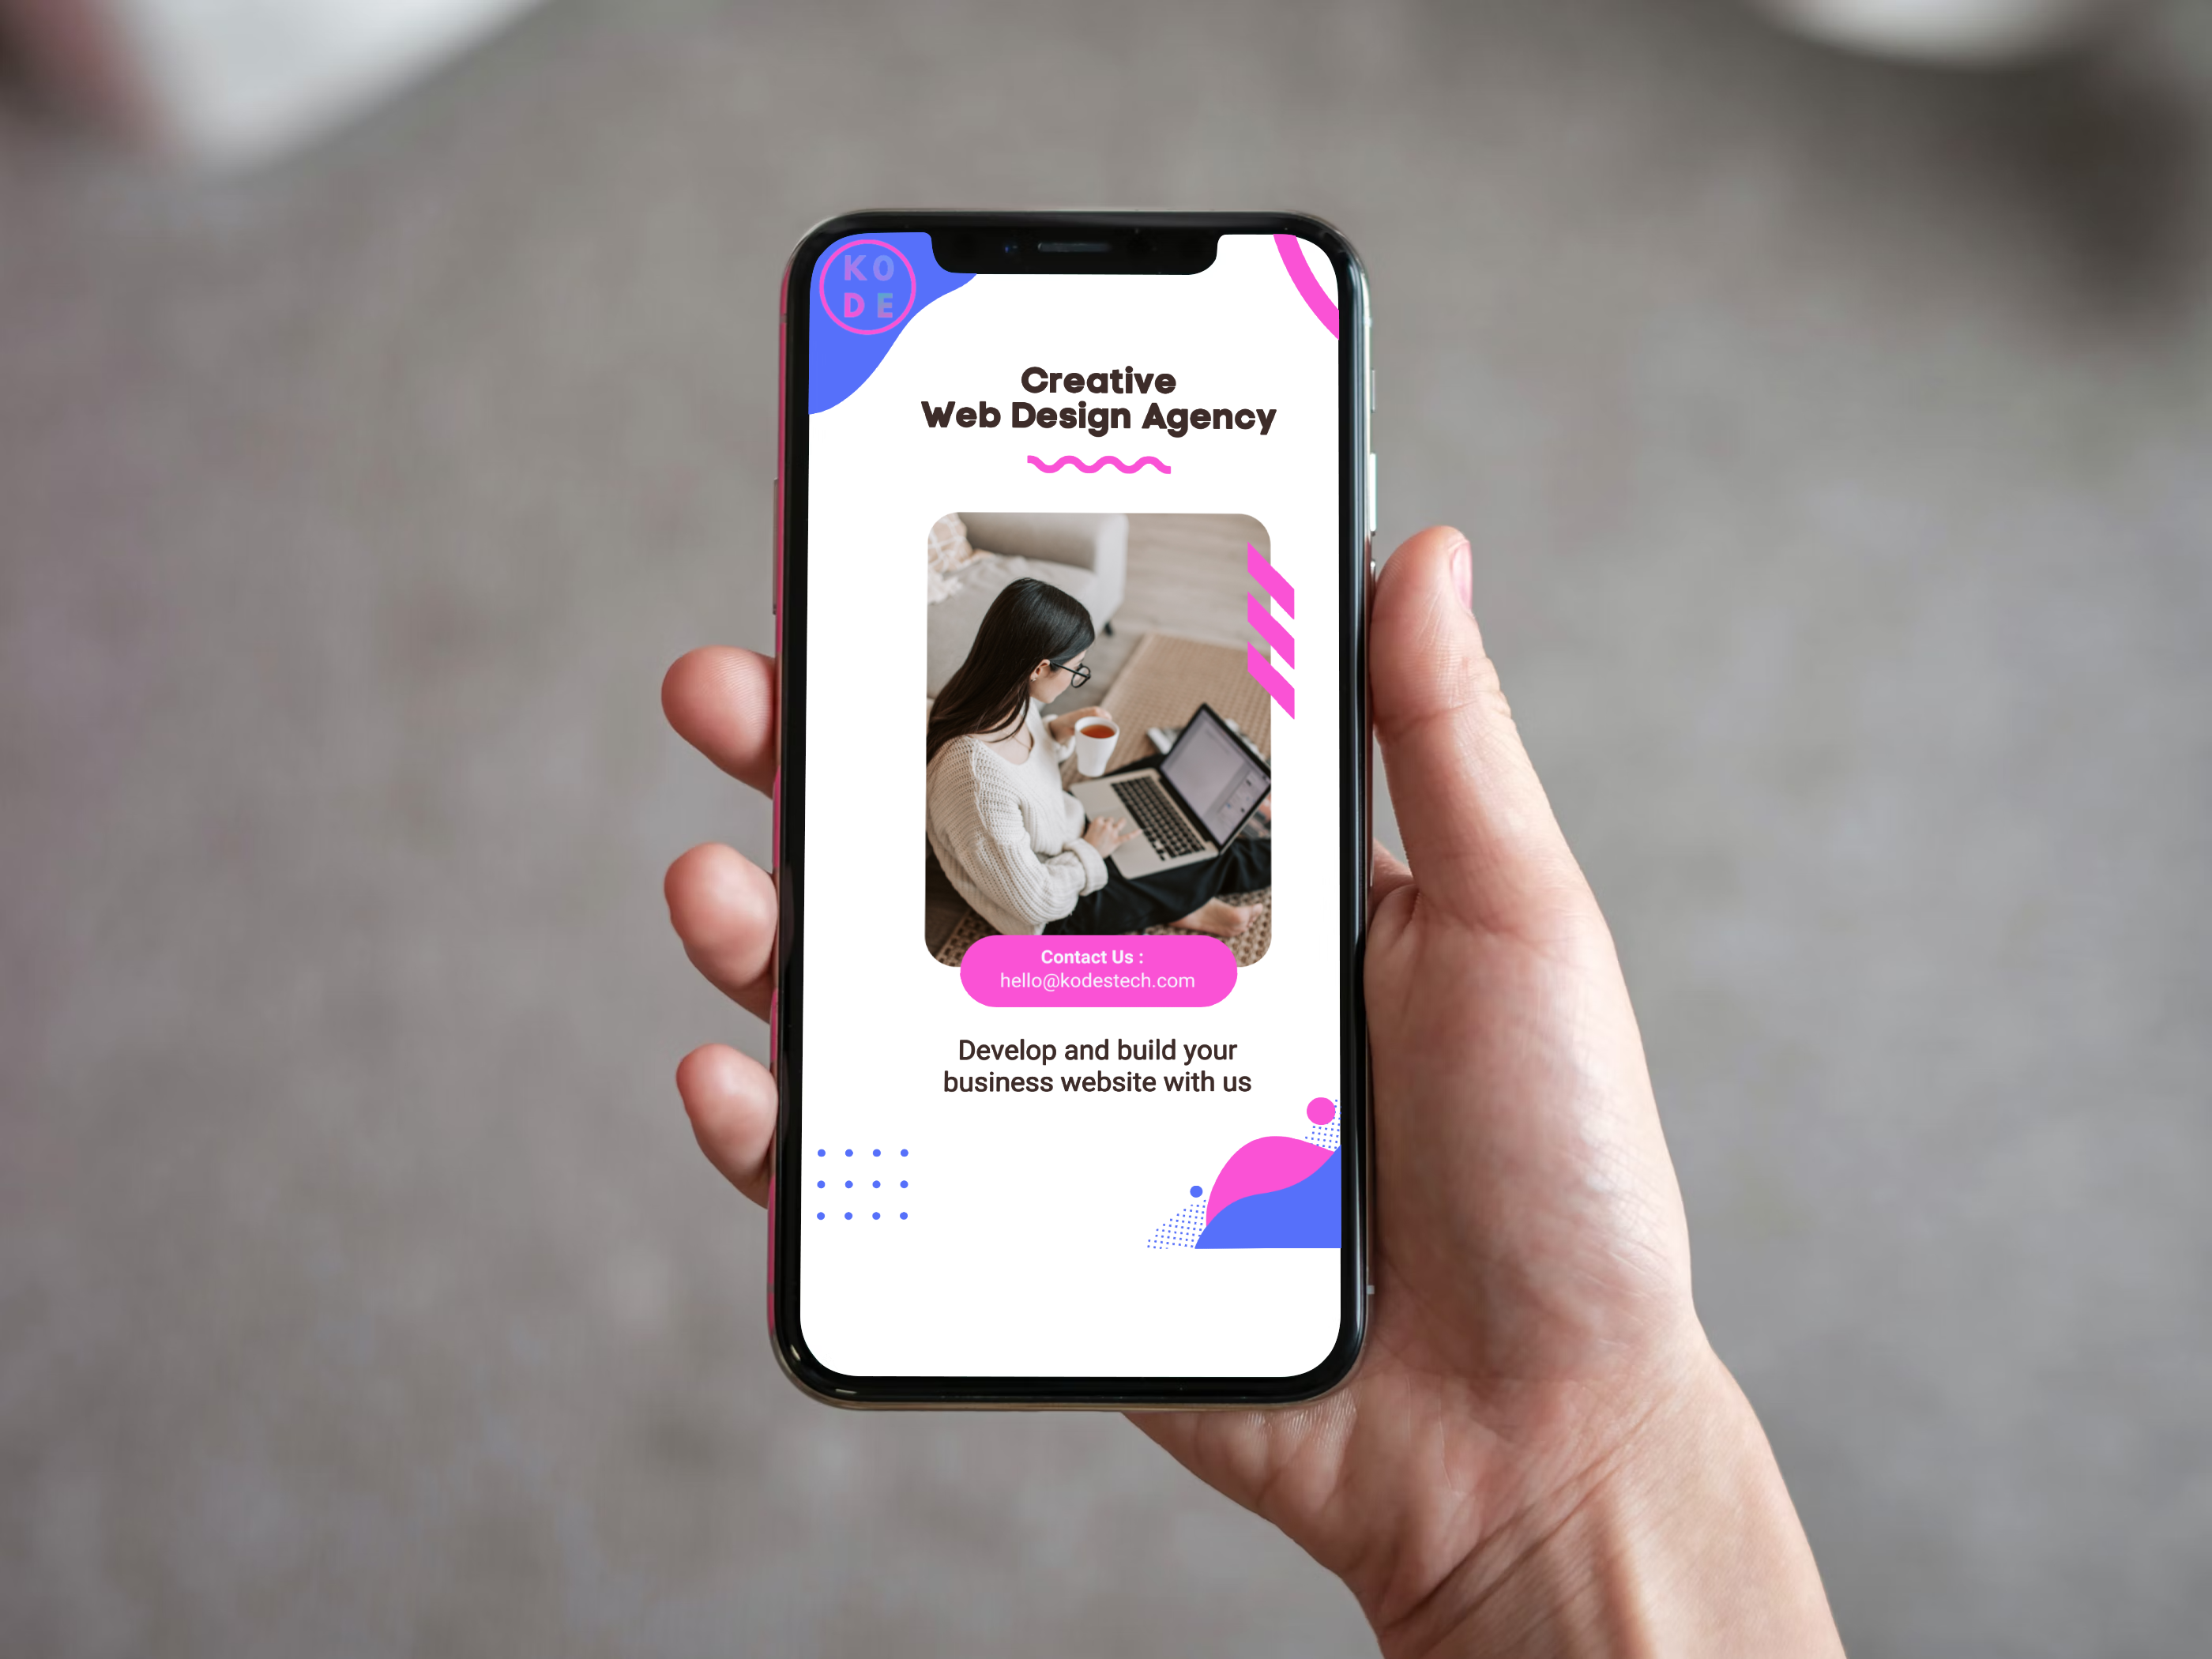 KO
DE
Creative
Web Design Agency
Contact Us :
hello@kodestech.com
Develop and build your
business website with us